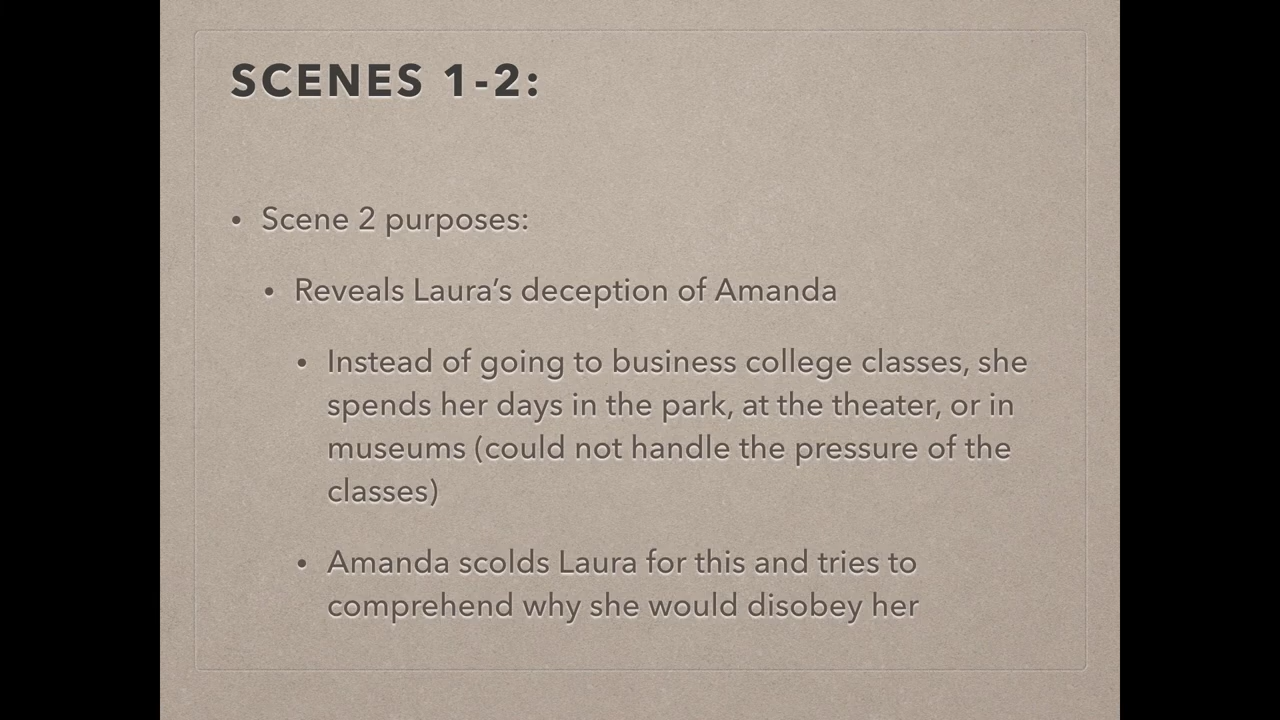 SCENES 1-2:
• Scene 2 purposes:
• Reveals Laura’s deception of Amanda
• Instead of going to business college classes, she
spends her days in the park, at the theater, or in
museums (could not handle the pressure of the
classes)
• Amanda scolds Laura for this and tries to
comprehend why she would disobey her